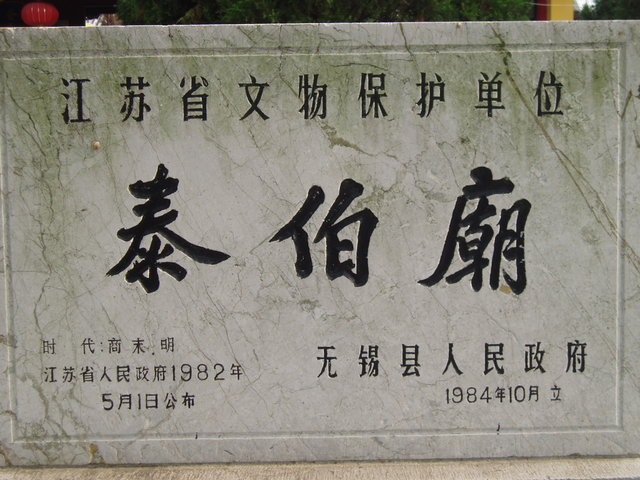 江苏省文物保护单位
泰伯廟
时 代:商末.明
江苏省人民政府1982年
5月1日公布
无锡县人民政府
1984年10月 立